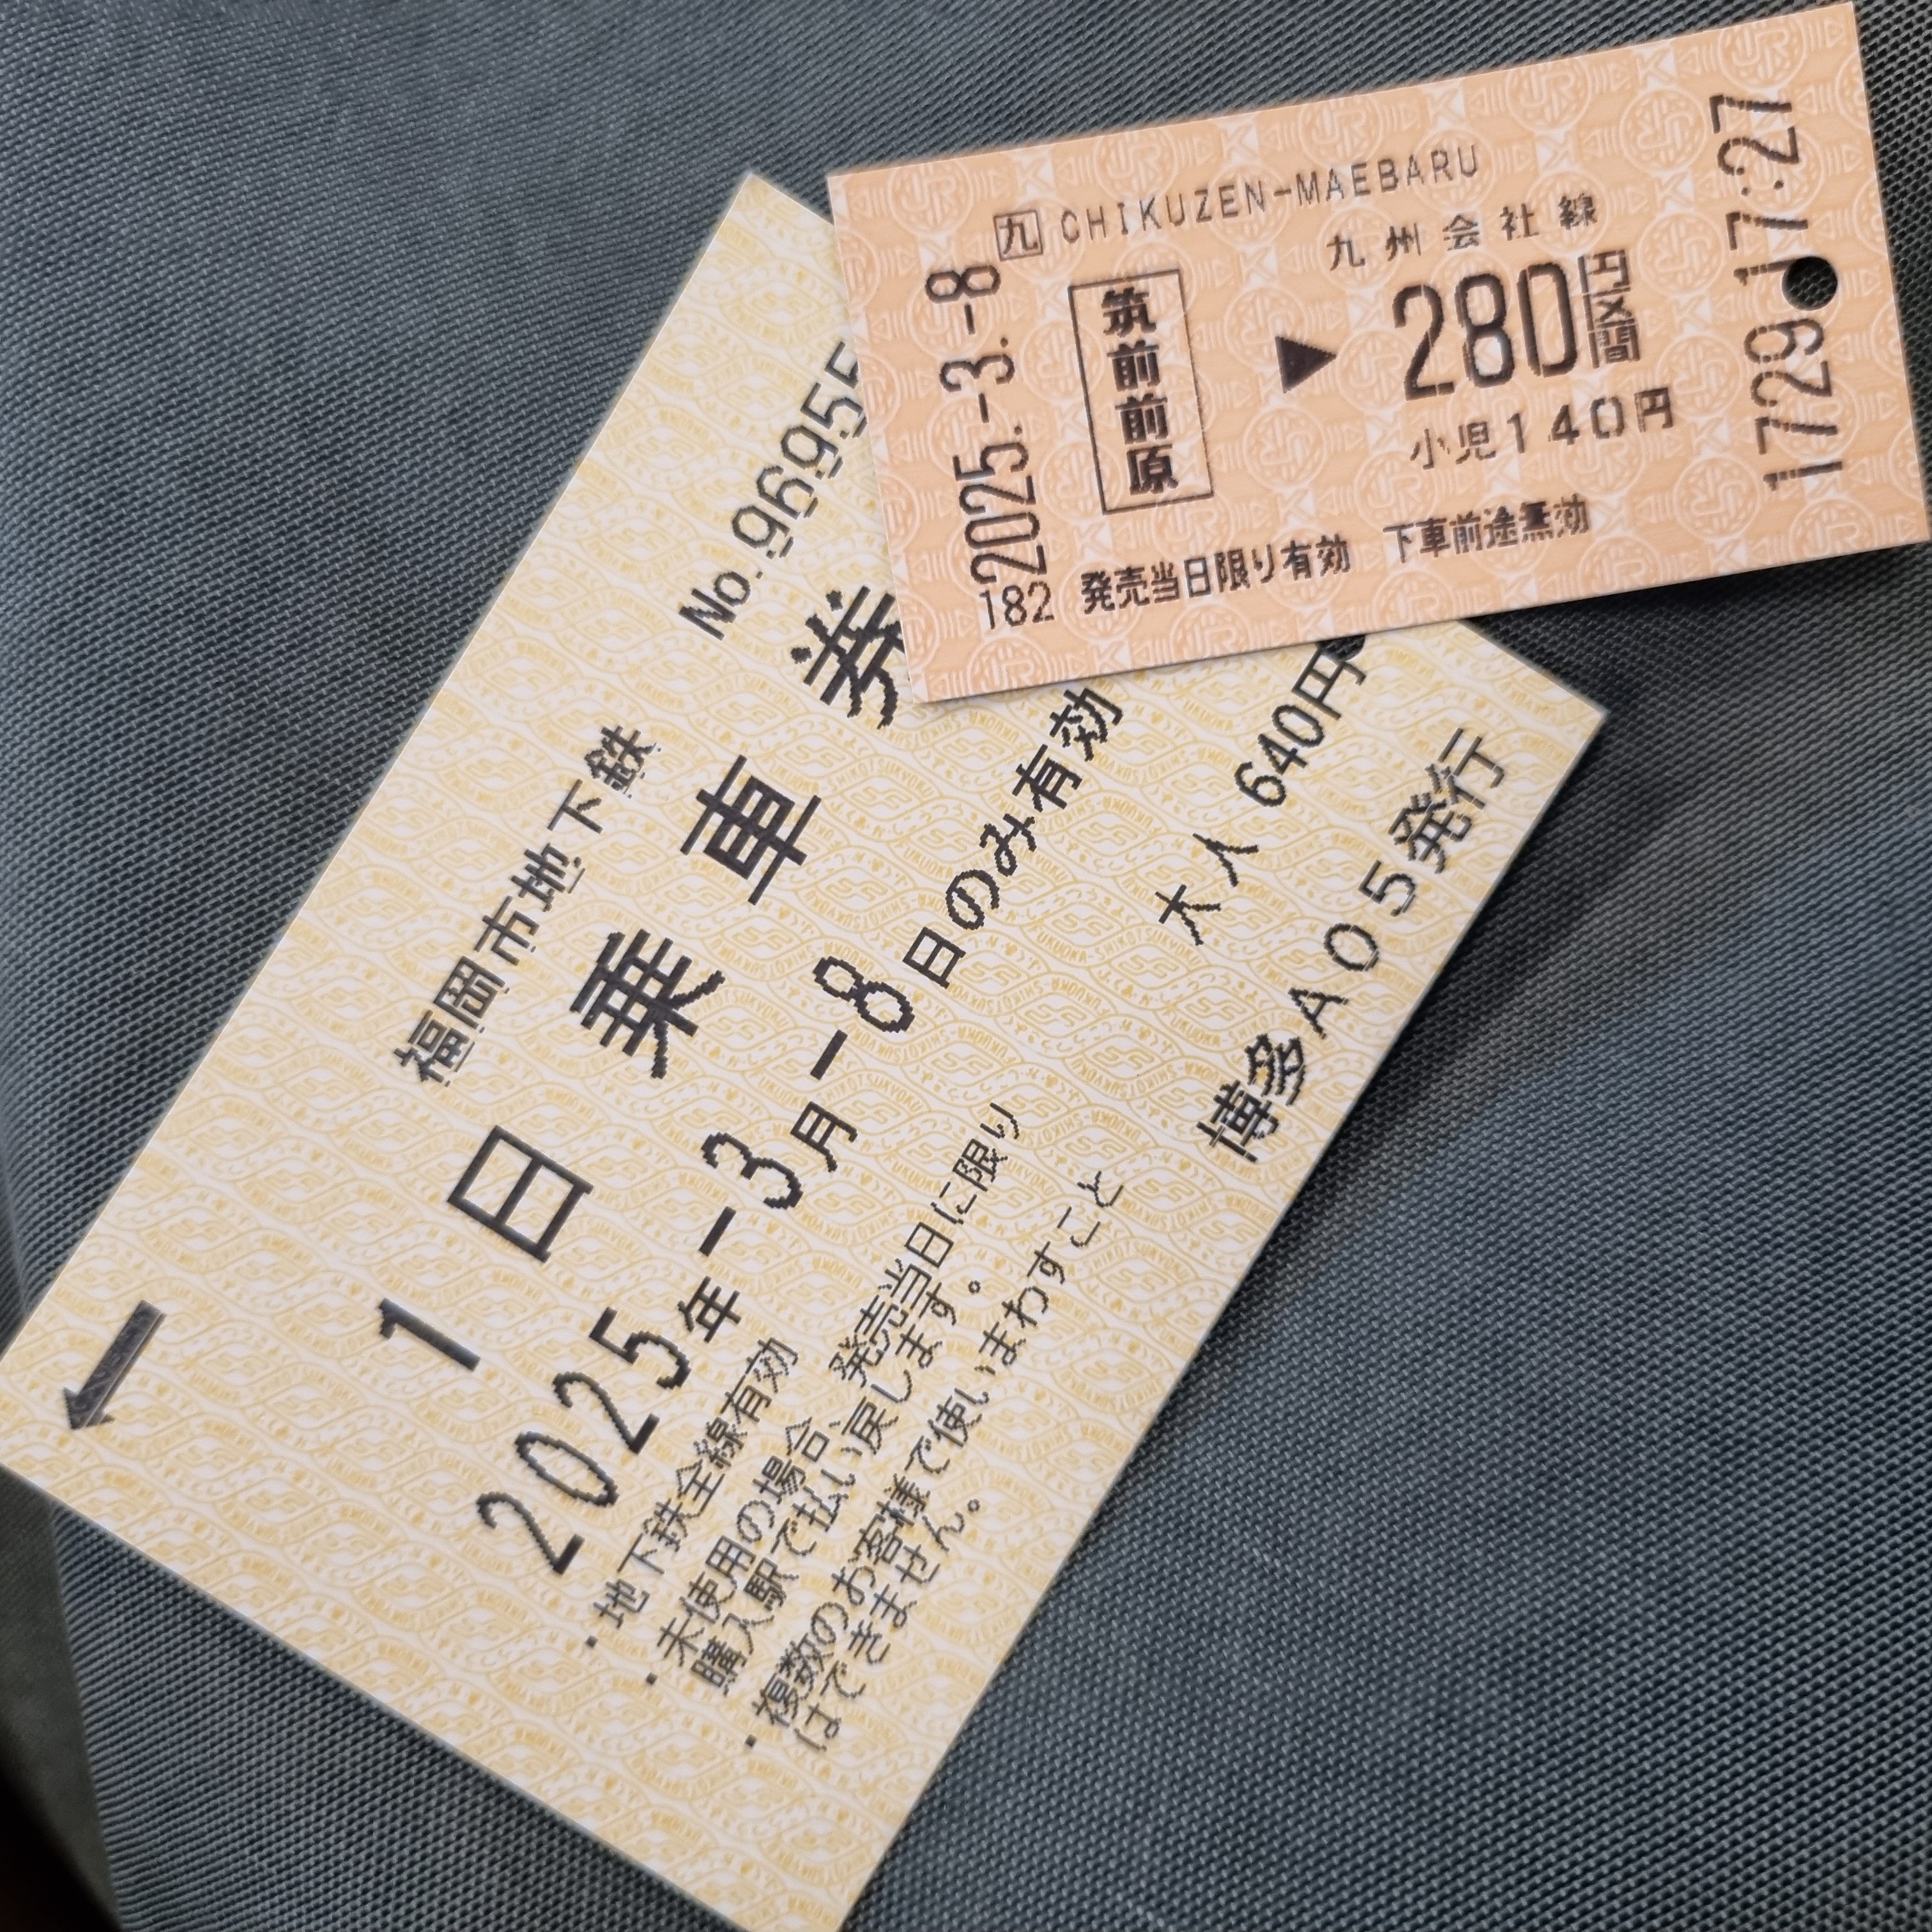 九 CHIKUZEN-MAEBARU
九州会社線
筑前前原
▶ 280円区間
小児140円
2025.-3.-8
182 発売当日限り有効 下車前途無効
1729 17:27
No.9695
福岡市地下鉄
1日乗車券
2025年-3月-8日のみ有効
・地下鉄全線有効
・未使用の場合、発売当日に限り
購入駅で払い戻します。
・複数のお客様で使いまわすこと
はできません。
大人 640円
博多A05発行